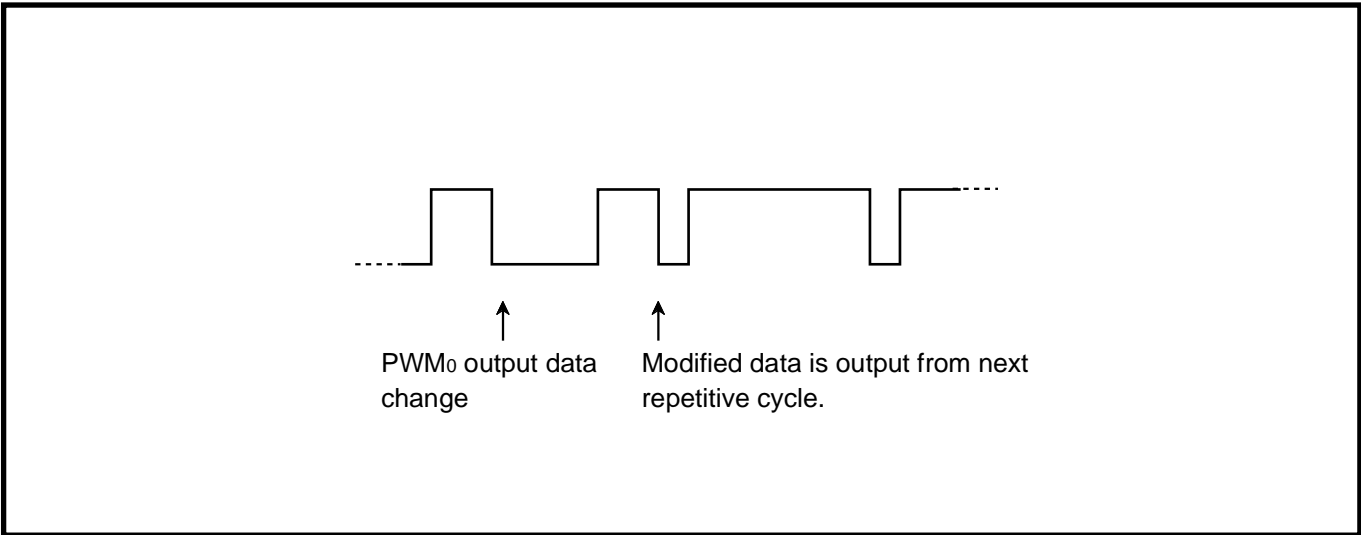 PWM0 output data
change
Modified data is output from next
repetitive cycle.